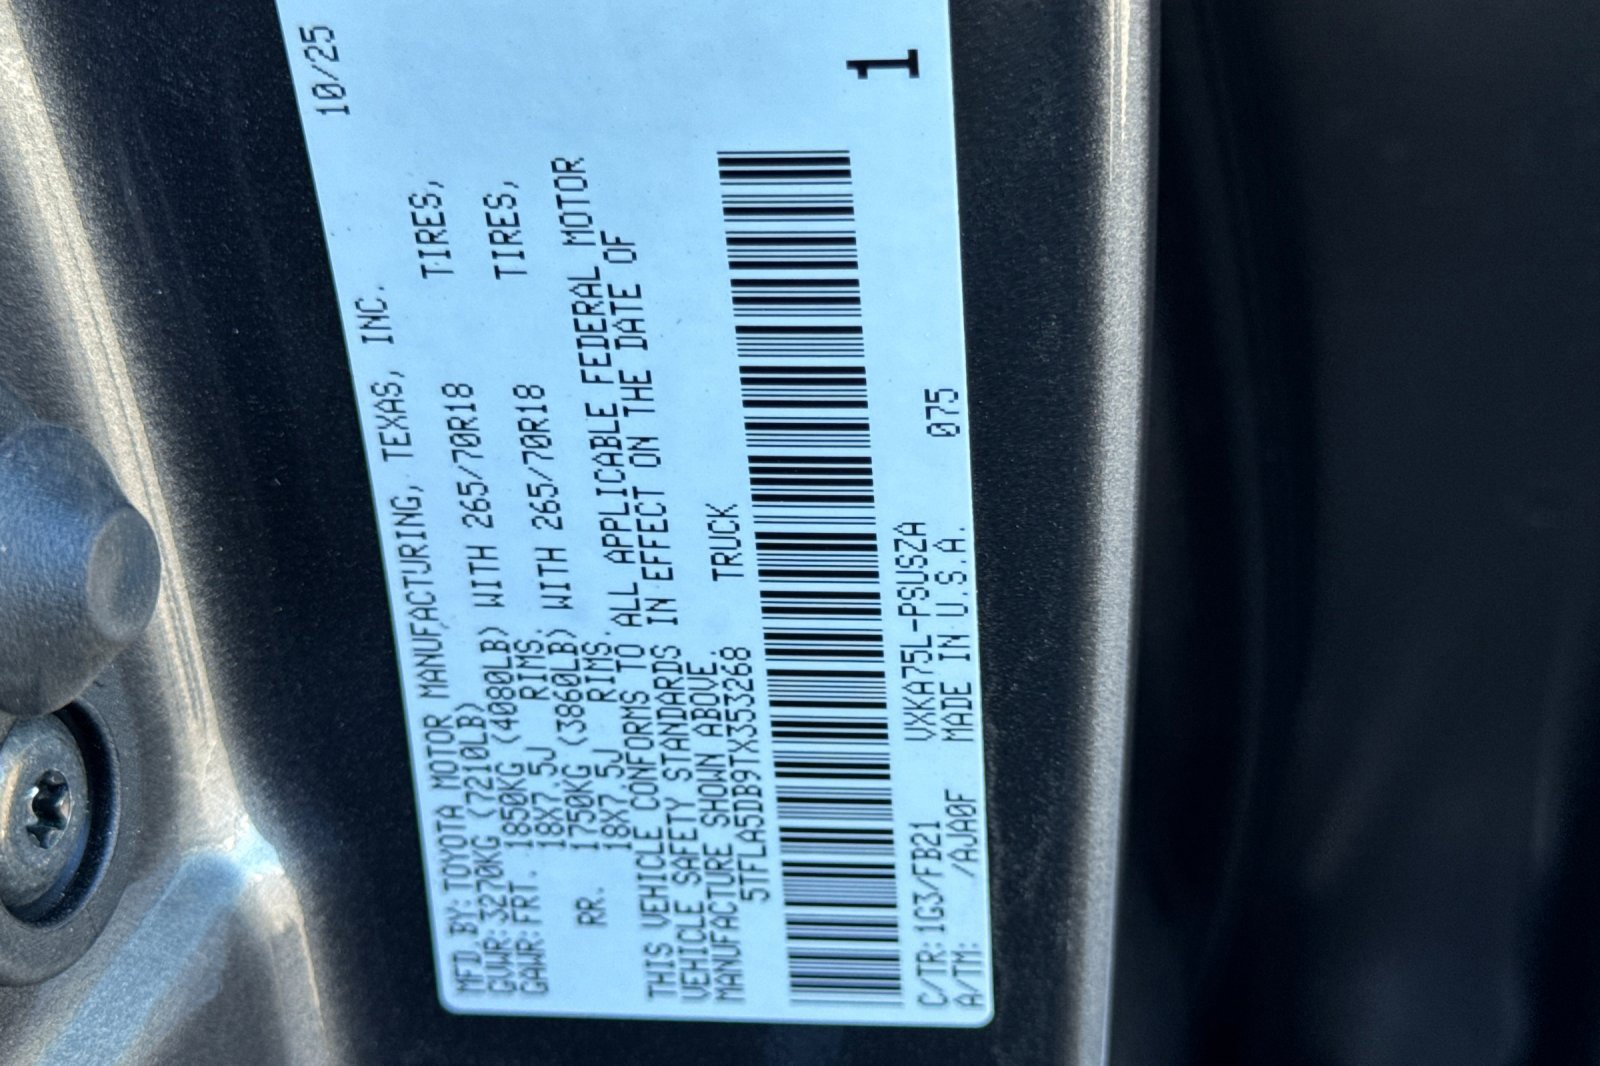 MFD.BY:TOYOTA MOTOR MANUFACTURING, TEXAS, INC. 10/25
GVWR:3270KG (7210LB)
GAWR:FRT. 1850KG (4080LB) WITH 265/70R18 TIRES,
18X7.5J RIMS.
RR. 1750KG (3860LB) WITH 265/70R18 TIRES,
18X7.5J RIMS.
THIS VEHICLE CONFORMS TO ALL APPLICABLE FEDERAL MOTOR
VEHICLE SAFETY STANDARDS IN EFFECT ON THE DATE OF
MANUFACTURE SHOWN ABOVE.
5TFLA5DB9TX353268 TRUCK
1
C/TR:1G3/FB21 VXKA75L-PSUSZA 075
A/TM: /AJA0F MADE IN U.S.A.